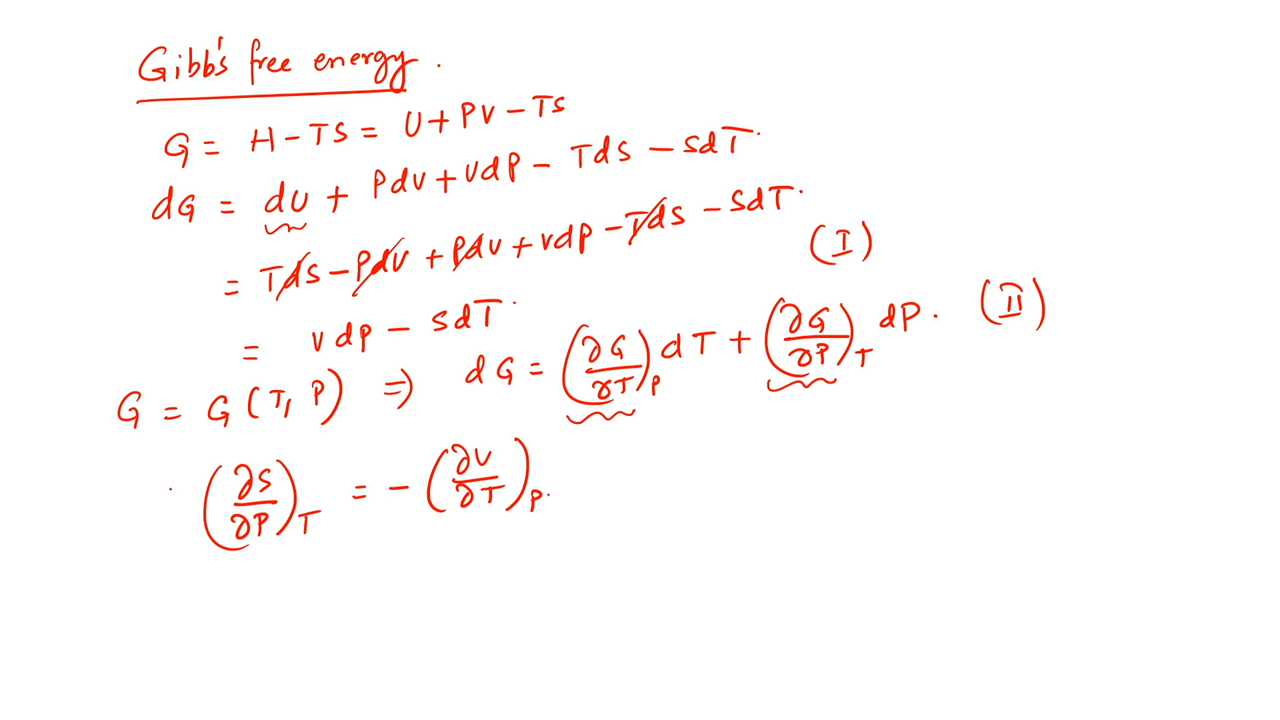 Gibb's free energy.
G = H - TS = U + PV - TS
dG = dU + PdV + VdP - TdS - SdT.
= TdS - PdV + PdV + VdP - TdS - SdT.
(I)
= VdP - SdT.
G = G(T, P) ⇒ dG = (∂G/∂T)_P dT + (∂G/∂P)_T dP. (II)
(∂S/∂P)_T = - (∂V/∂T)_P.